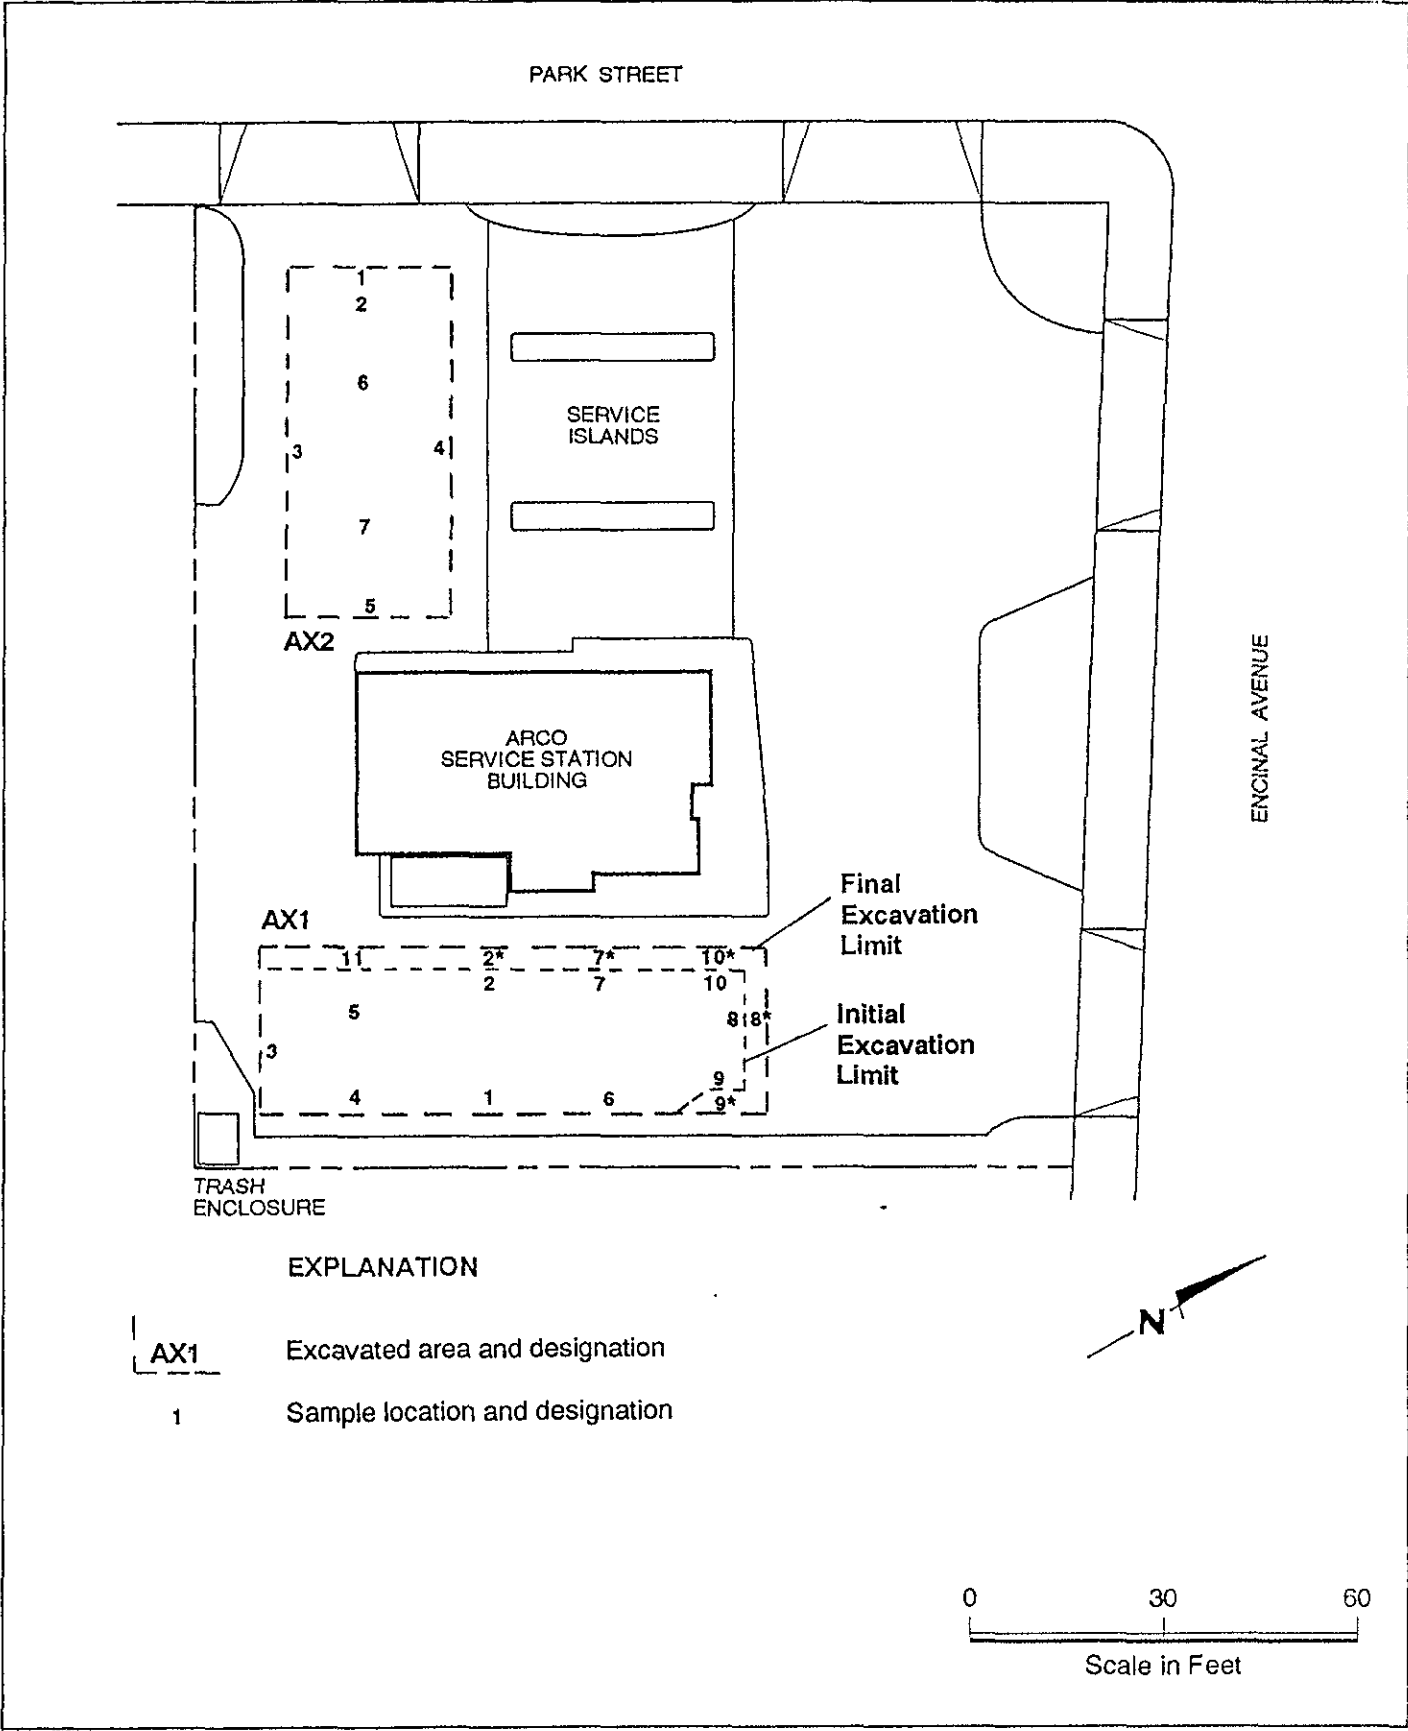 PARK STREET
1
2
6
3
4
7
5
AX2
SERVICE
ISLANDS
ENCINAL AVENUE
ARCO
SERVICE STATION
BUILDING
AX1
Final
Excavation
Limit
11 2* 7* 10*
2 7 10
5
8 8*
3
Initial
Excavation
Limit
9
4 1 6 9*
TRASH
ENCLOSURE
EXPLANATION
AX1 Excavated area and designation
1 Sample location and designation
N
0 30 60
Scale in Feet